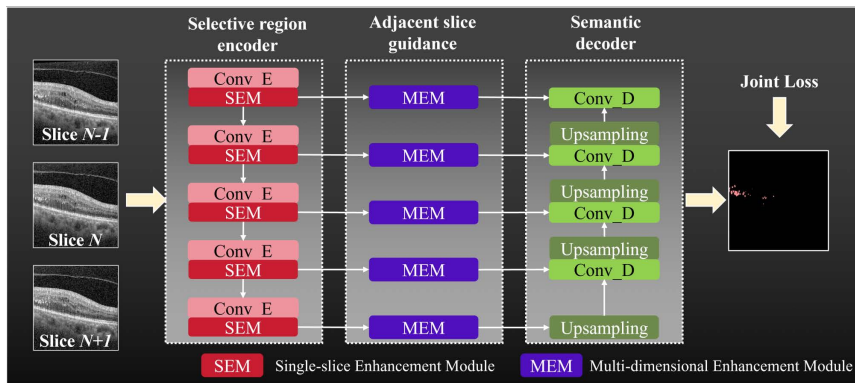 Selective region
encoder
Adjacent slice
guidance
Semantic
decoder
Joint Loss
Slice N-1
Slice N
Slice N+1
Conv_E
SEM
Conv_E
SEM
Conv_E
SEM
Conv_E
SEM
Conv_E
SEM
MEM
MEM
MEM
MEM
MEM
Conv_D
Upsampling
Conv_D
Upsampling
Conv_D
Upsampling
Conv_D
Upsampling
SEM Single-slice Enhancement Module
MEM Multi-dimensional Enhancement Module